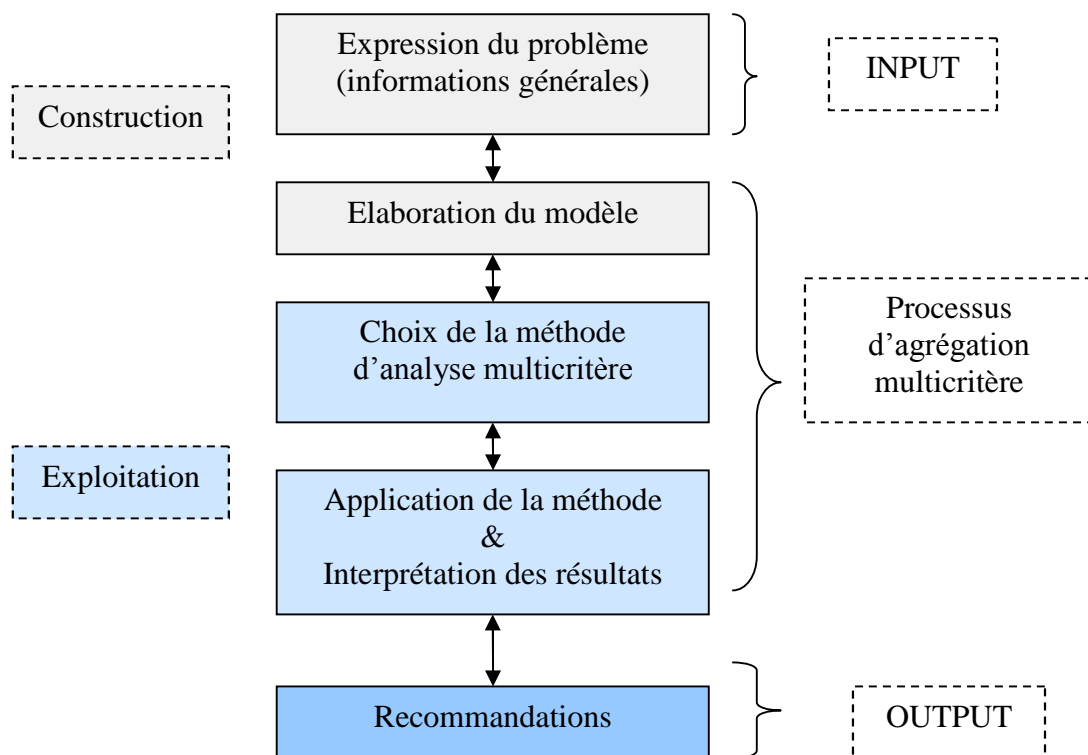 Expression du problème
(informations générales)
INPUT
Construction
Elaboration du modèle
Choix de la méthode
d’analyse multicritère
Processus
d’agrégation
multicritère
Exploitation
Application de la méthode
&
Interprétation des résultats
Recommandations
OUTPUT